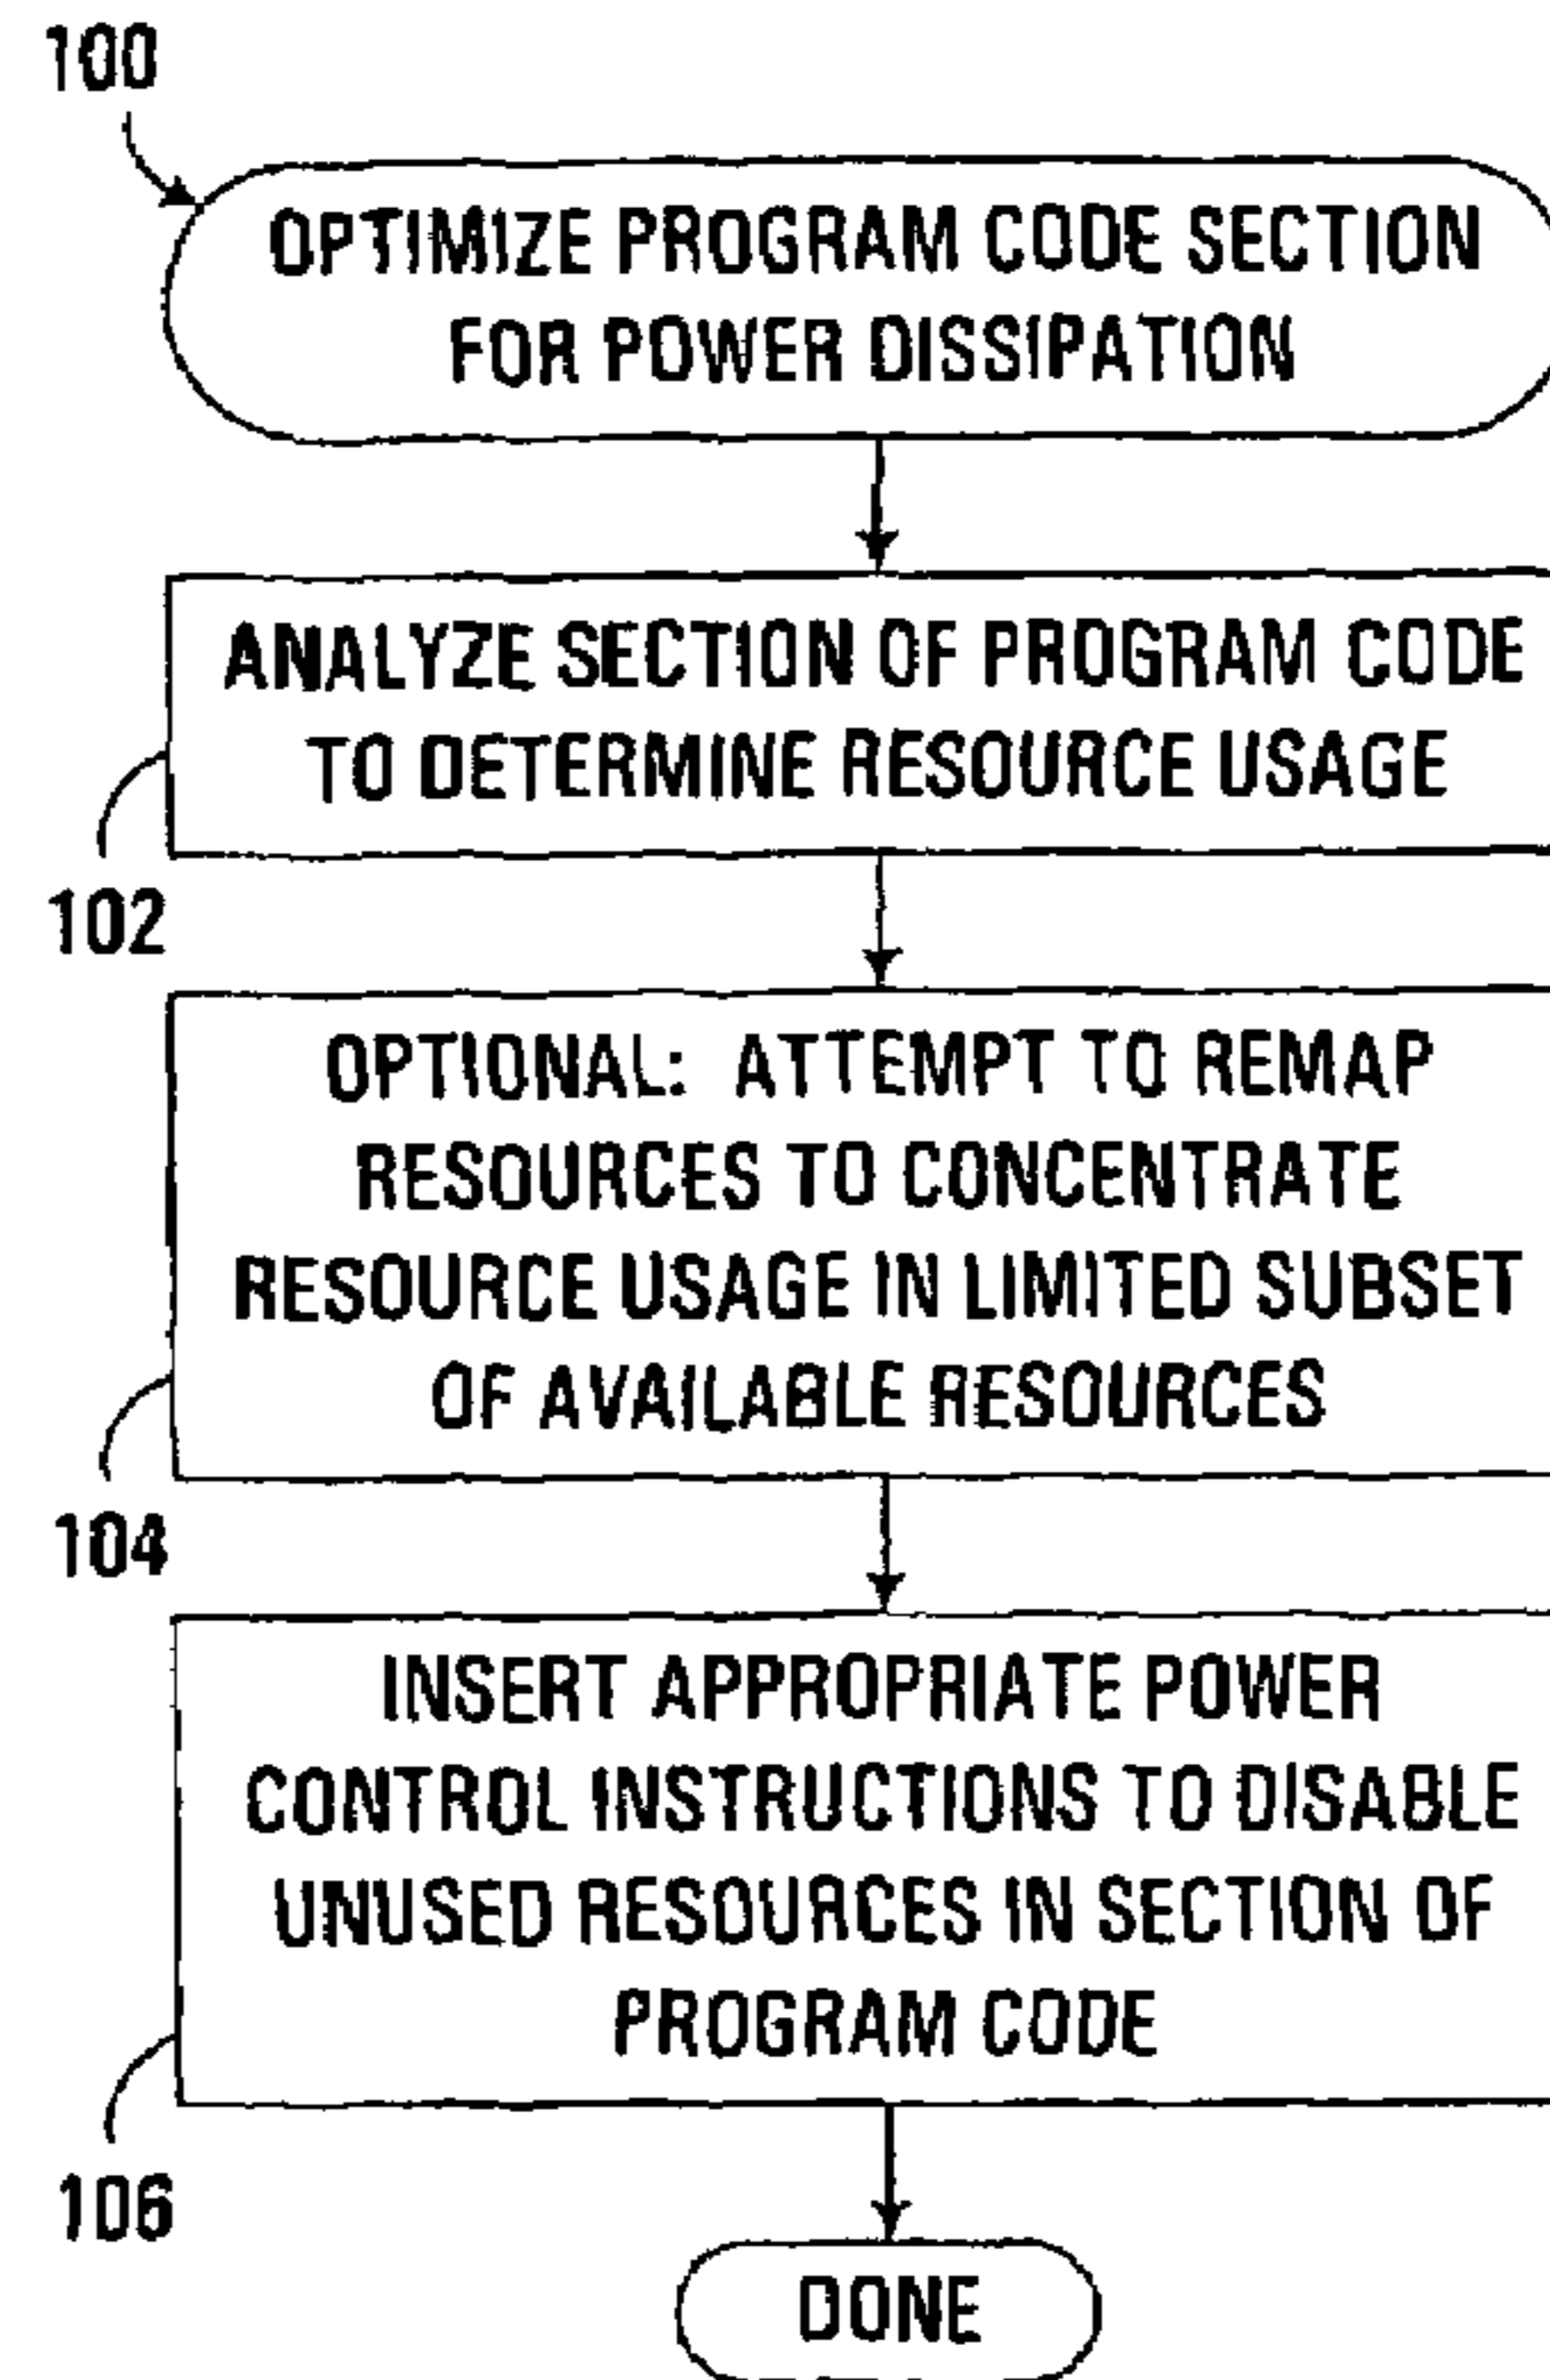 100
OPTIMIZE PROGRAM CODE SECTION
FOR POWER DISSIPATION
ANALYZE SECTION OF PROGRAM CODE
TO DETERMINE RESOURCE USAGE
102
OPTIONAL: ATTEMPT TO REMAP
RESOURCES TO CONCENTRATE
RESOURCE USAGE IN LIMITED SUBSET
OF AVAILABLE RESOURCES
104
INSERT APPROPRIATE POWER
CONTROL INSTRUCTIONS TO DISABLE
UNUSED RESOURCES IN SECTION OF
PROGRAM CODE
106
DONE